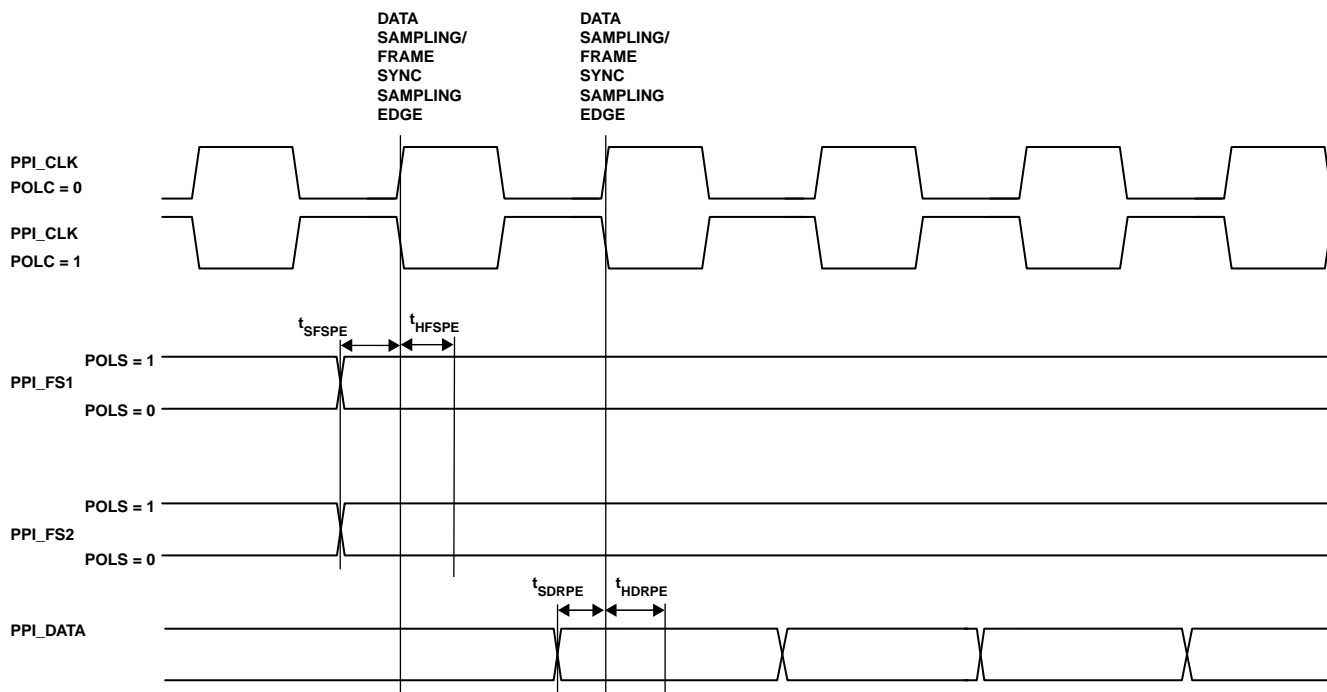 DATA
SAMPLING/
FRAME
SYNC
SAMPLING
EDGE
DATA
SAMPLING/
FRAME
SYNC
SAMPLING
EDGE
PPI_CLK
POLC = 0
PPI_CLK
POLC = 1
tSFSPE
tHFSPE
POLS = 1
PPI_FS1
POLS = 0
POLS = 1
PPI_FS2
POLS = 0
tSDRPE
tHDRPE
PPI_DATA